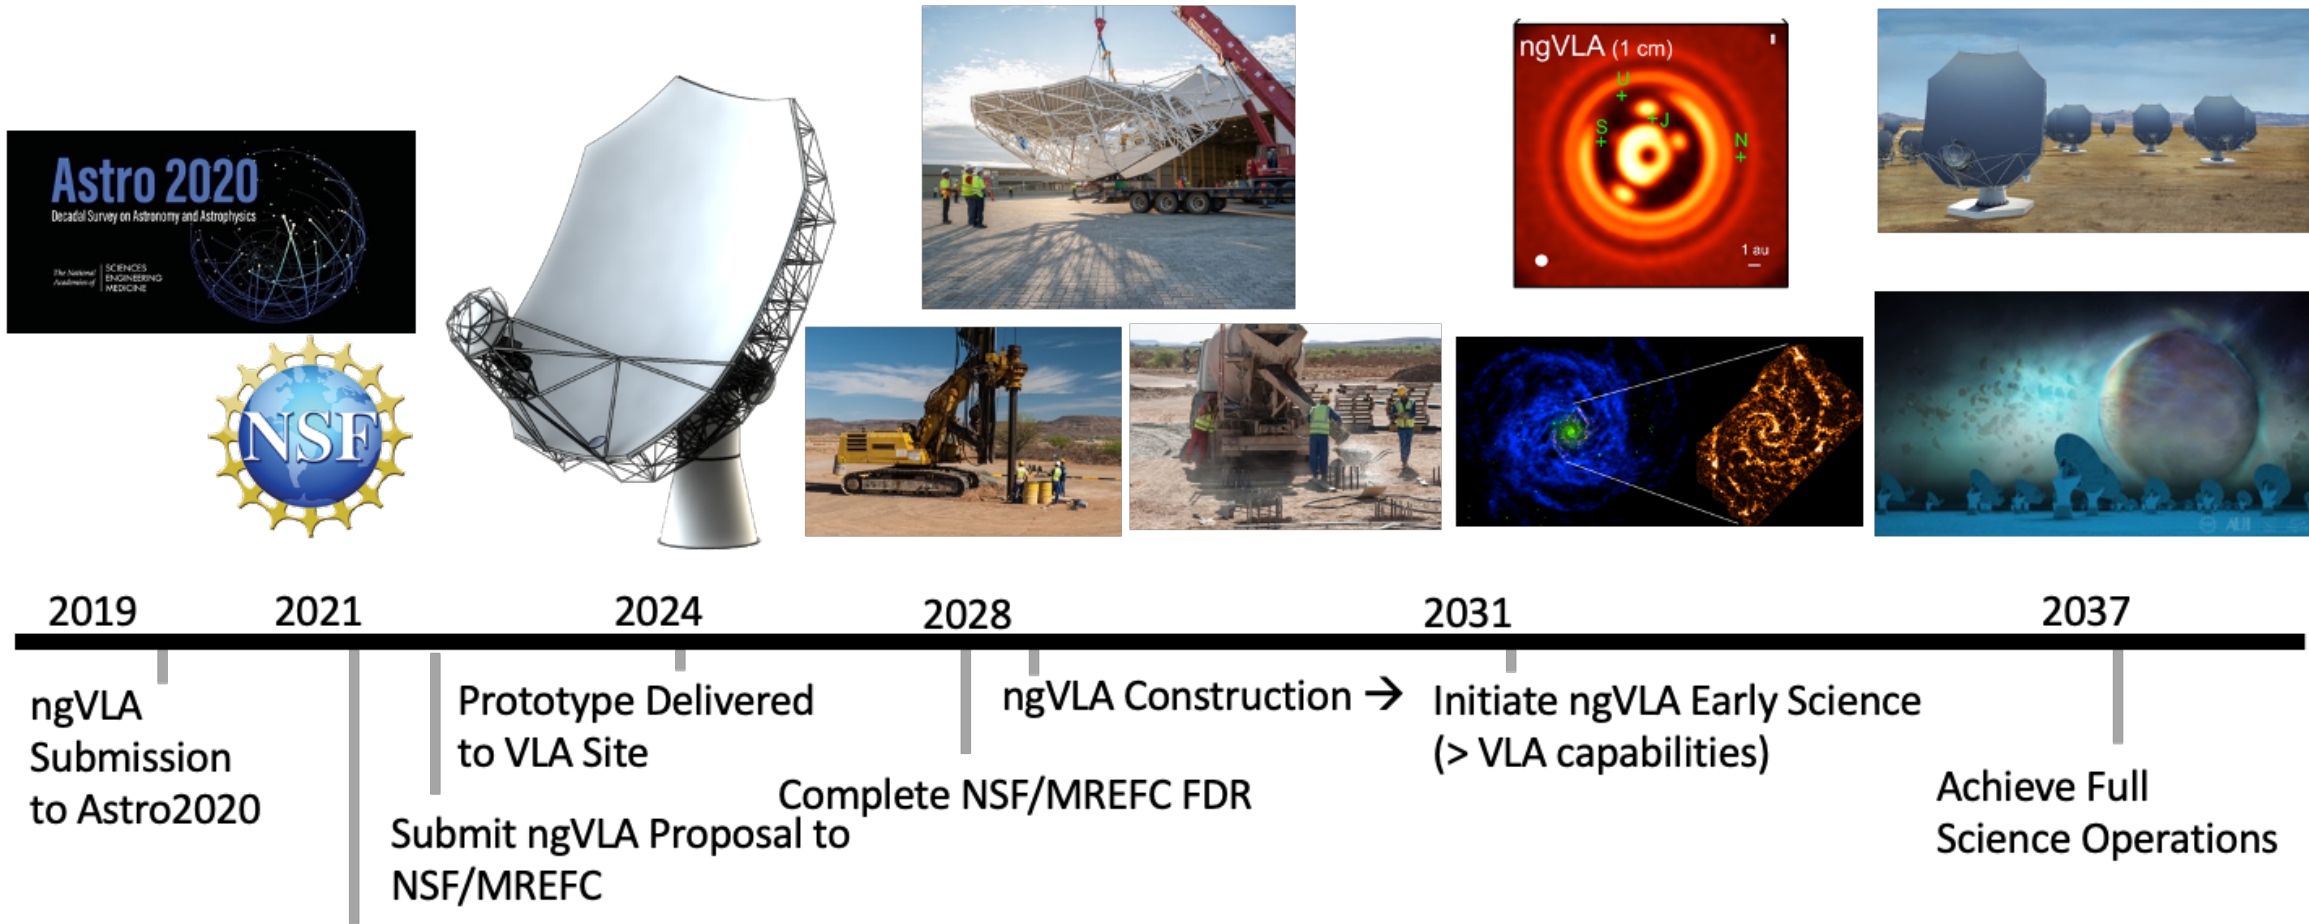 Astro 2020
Decadal Survey on Astronomy and Astrophysics
The National
Academies of
SCIENCES
ENGINEERING
MEDICINE
NSF
ngVLA (1 cm)
U
S
J
N
1 au
2019
2021
2024
2028
2031
2037
ngVLA
Submission
to Astro2020
Prototype Delivered
to VLA Site
Submit ngVLA Proposal to
NSF/MREFC
Complete NSF/MREFC FDR
ngVLA Construction →
Initiate ngVLA Early Science
(> VLA capabilities)
Achieve Full
Science Operations